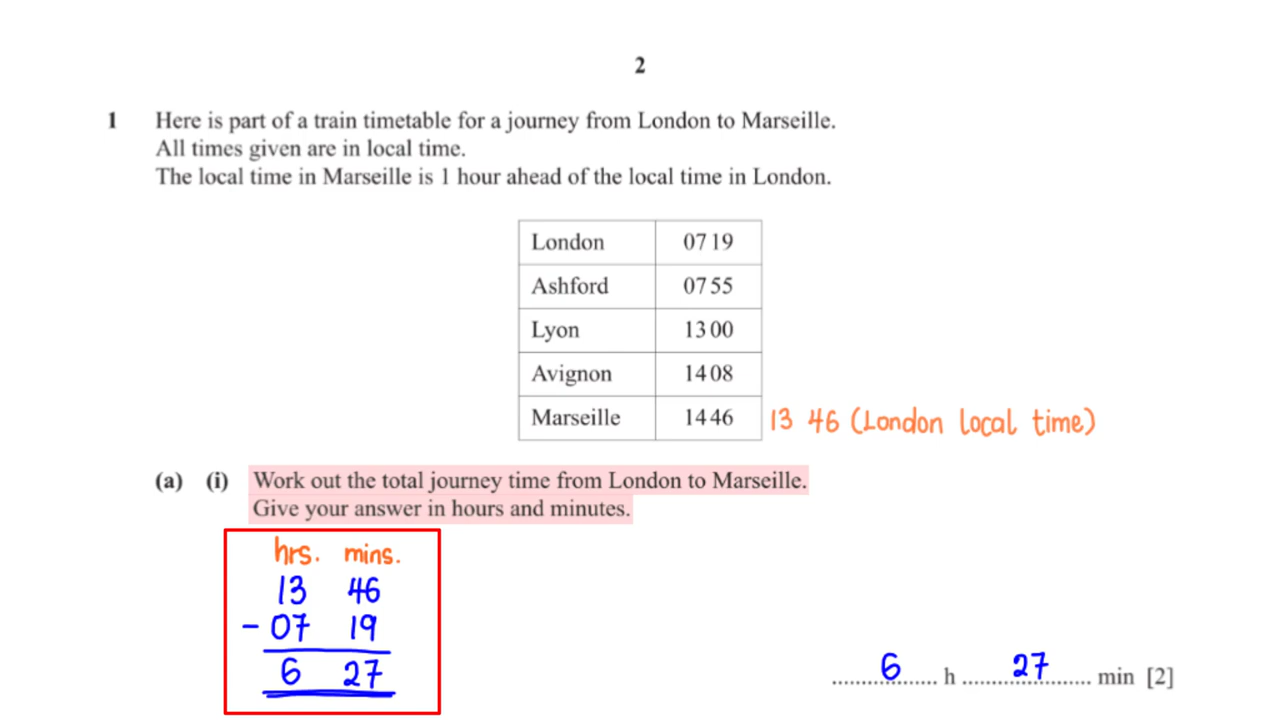 2
1 Here is part of a train timetable for a journey from London to Marseille.
All times given are in local time.
The local time in Marseille is 1 hour ahead of the local time in London.
London 07 19
Ashford 07 55
Lyon 13 00
Avignon 14 08
Marseille 14 46 13 46 (London local time)
(a) (i) Work out the total journey time from London to Marseille.
Give your answer in hours and minutes.
hrs. mins.
13 46
- 07 19
6 27
6 h 27 min [2]